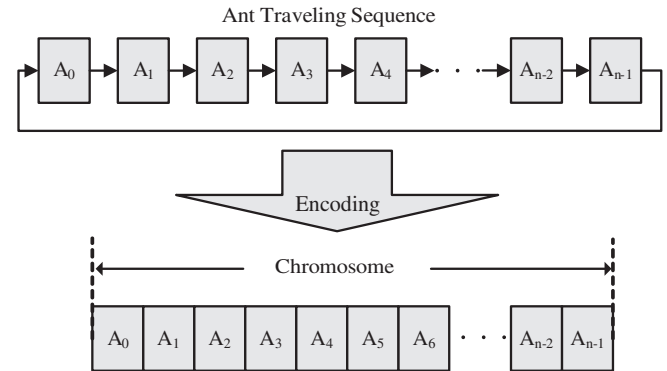 Ant Traveling Sequence
A0 A1 A2 A3 A4 · · · An-2 An-1
Encoding
Chromosome
A0 A1 A2 A3 A4 A5 A6 · · · An-2 An-1